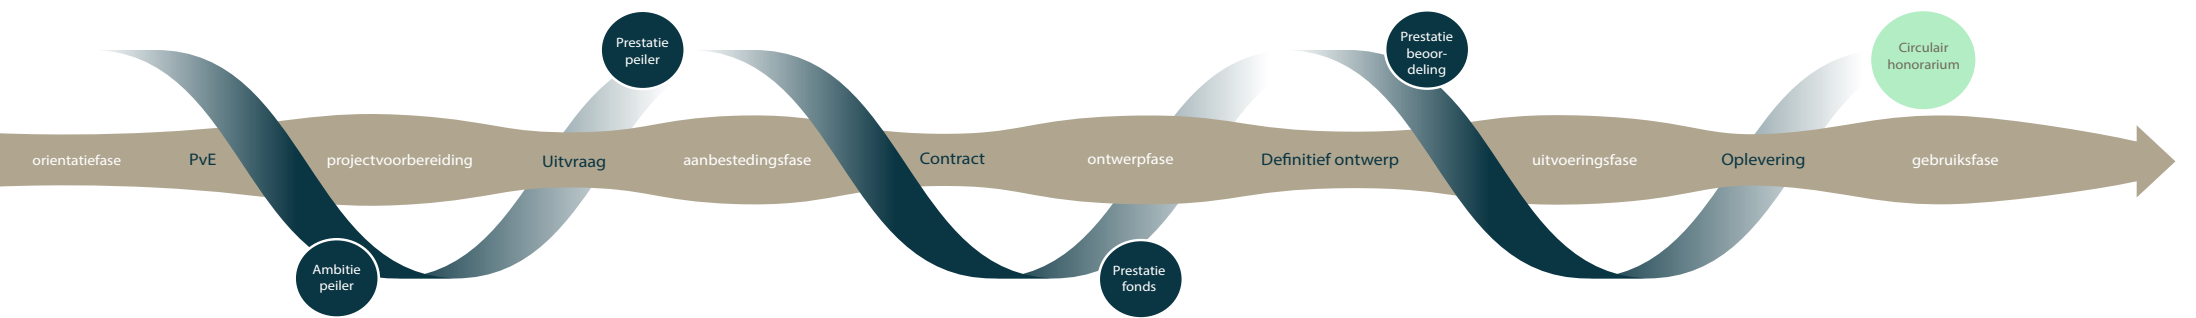 Prestatie
peiler
Prestatie
beoor-
deling
Circulair
honorarium
orientatiefase
PvE
projectvoorbereiding
Uitvraag
aanbestedingsfase
Contract
ontwerpfase
Definitief ontwerp
uitvoeringsfase
Oplevering
gebruiksfase
Ambitie
peiler
Prestatie
fonds